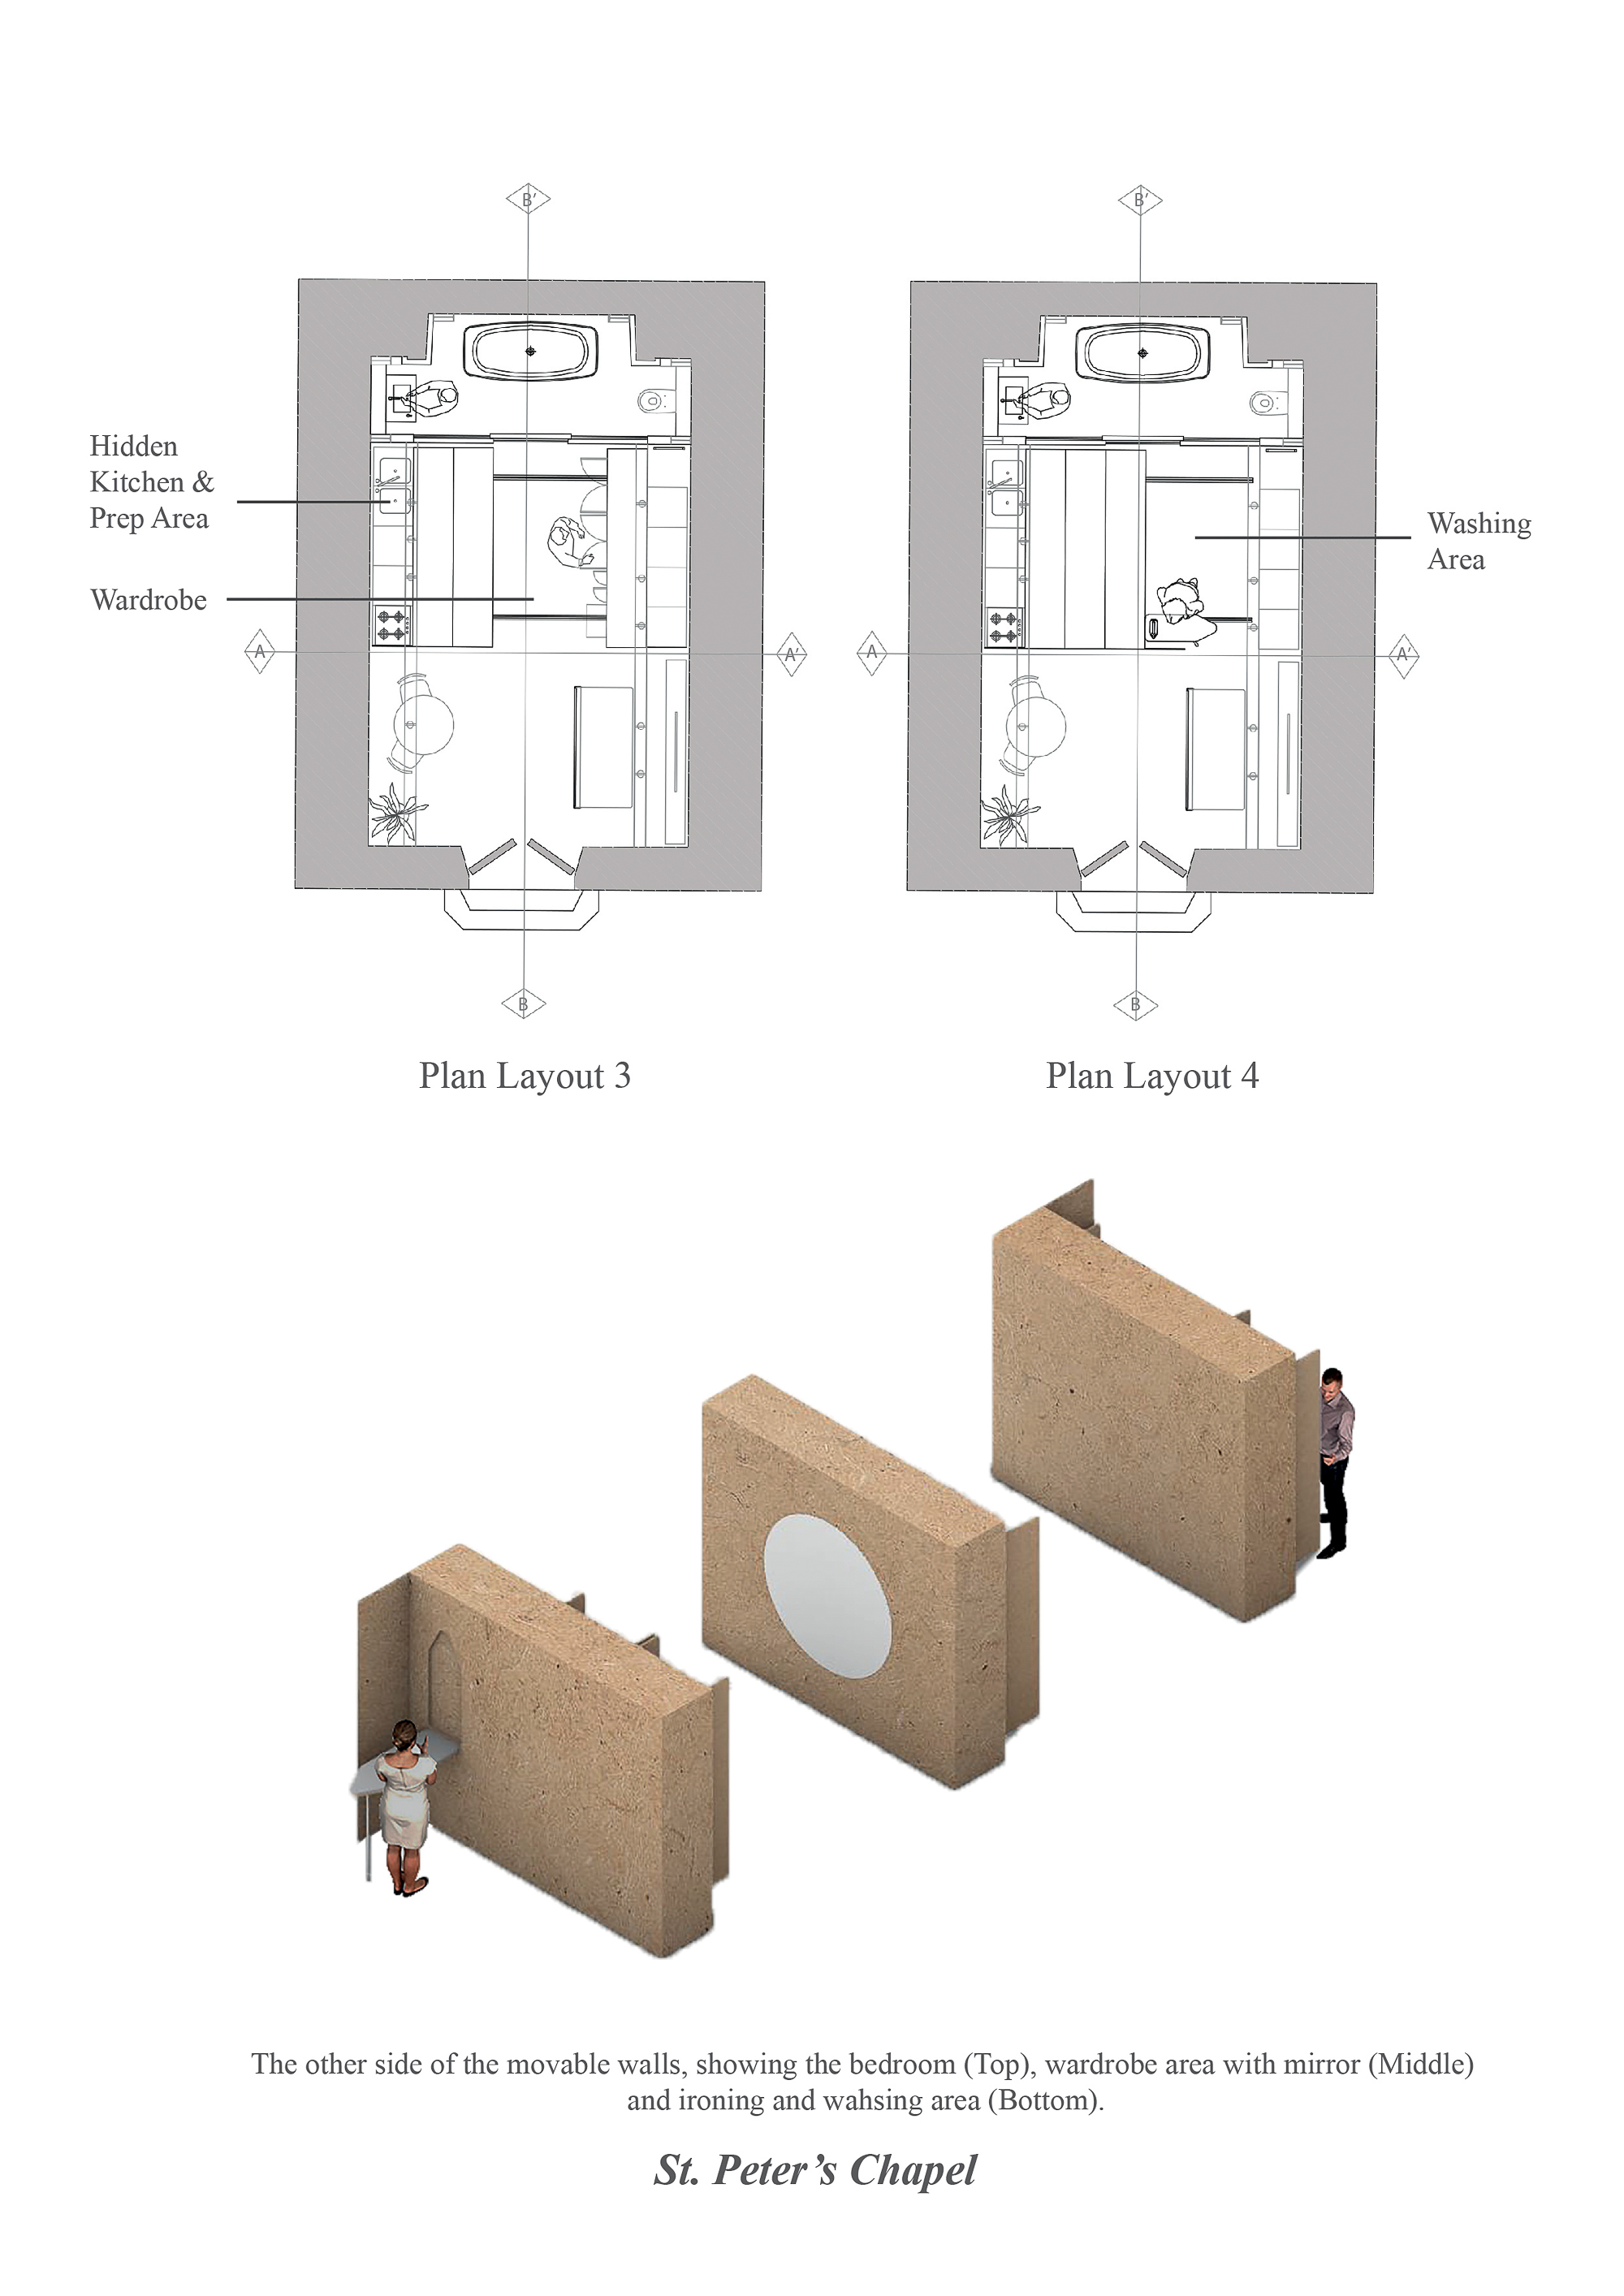 B’
B’
Hidden
Kitchen &
Prep Area
Washing
Area
Wardrobe
A
A’
A
A’
B
B
Plan Layout 3
Plan Layout 4
The other side of the movable walls, showing the bedroom (Top), wardrobe area with mirror (Middle)
and ironing and wahsing area (Bottom).
St. Peter’s Chapel